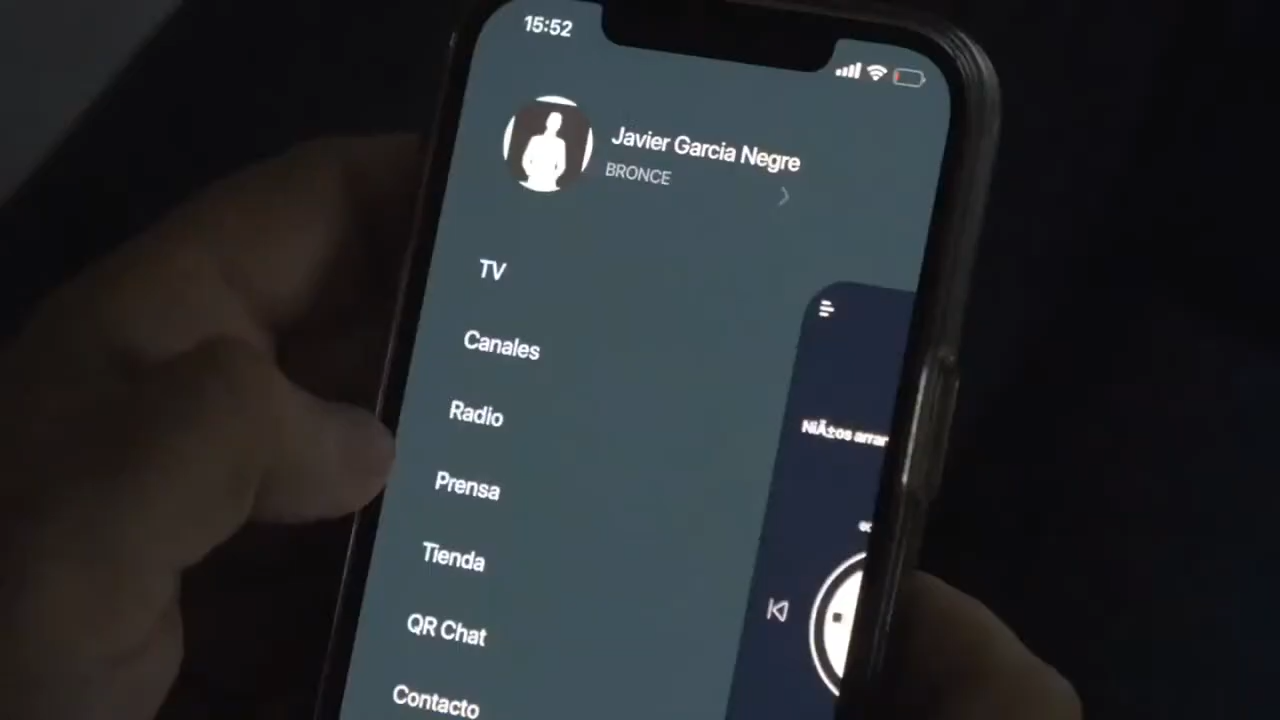 15:52
Javier Garcia Negre
BRONCE
TV
Canales
Radio
NiÃ±os arrar
Prensa
Tienda
QR Chat
Contacto